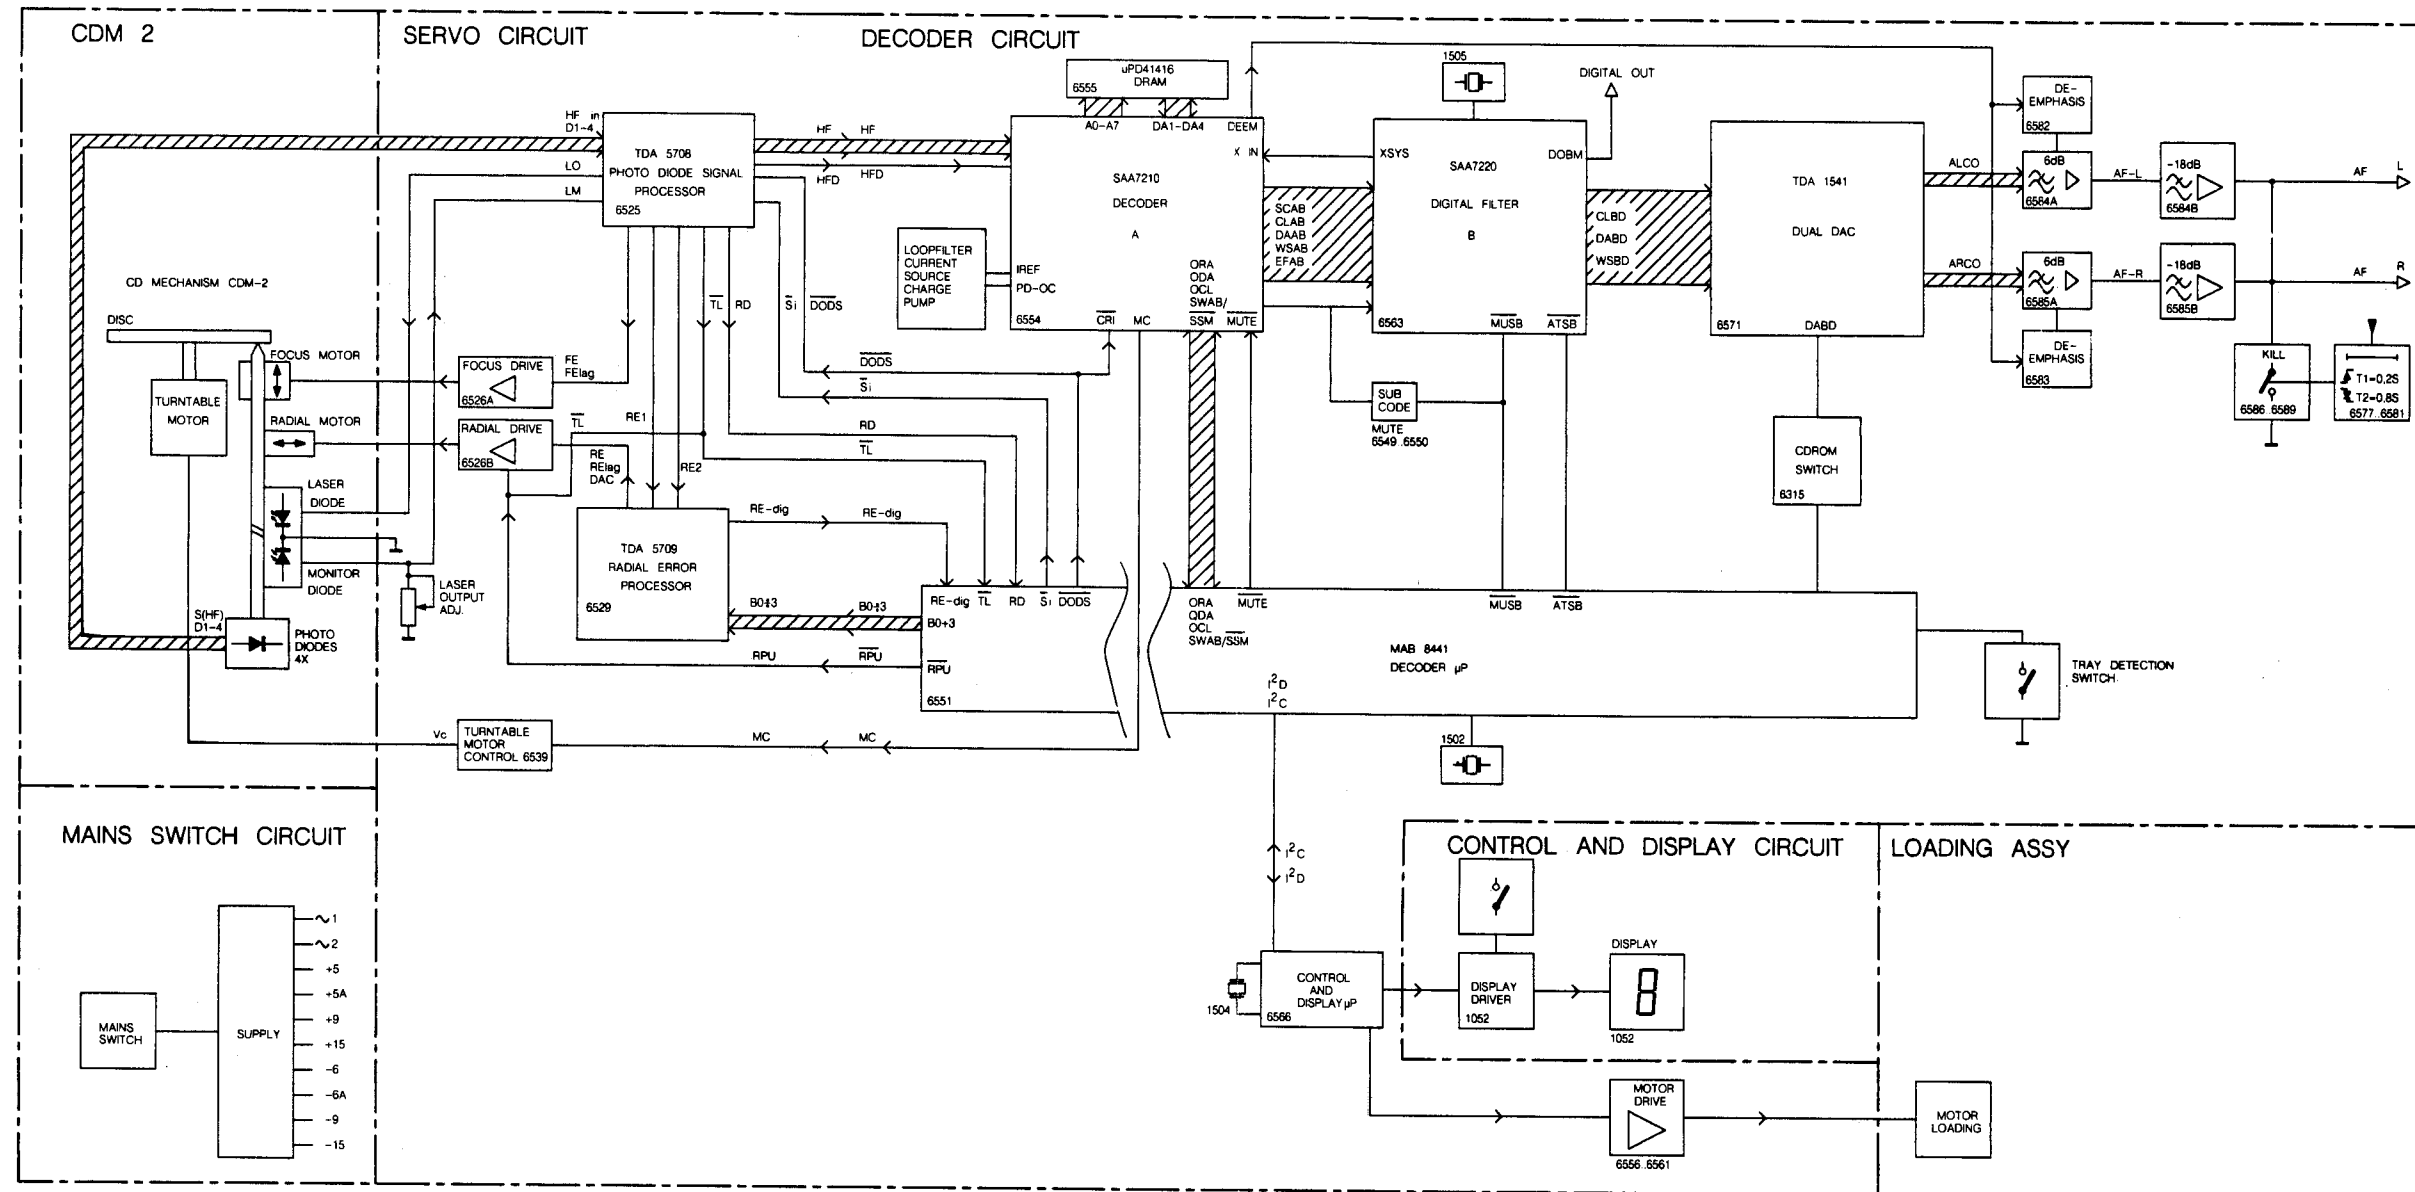 CDM 2
SERVO CIRCUIT
DECODER CIRCUIT
CD MECHANISM CDM-2
DISC
FOCUS MOTOR
TURNTABLE
MOTOR
RADIAL MOTOR
LASER
DIODE
MONITOR
DIODE
LASER
OUTPUT
ADJ.
S(HF)
D1-4
PHOTO
DIODES
4X
HF in
D1-4
LO
LM
TDA 5708
PHOTO DIODE SIGNAL
PROCESSOR
6525
HF HF
HFD HFD
TL RD
Si DODS
FOCUS DRIVE
6526A
FE
FElag
RADIAL DRIVE
6526B
TL
RE
RElag
DAC
RE1
RE2
DODS
Si
RD
TL
TDA 5709
RADIAL ERROR
PROCESSOR
6529
RE-dig RE-dig
B0÷3 B0÷3
RPU RPU
Vc
TURNTABLE
MOTOR
CONTROL 6539
MC MC
uPD41416
DRAM
6555
A0-A7 DA1-DA4 DEEM
X IN
SAA7210
DECODER
A
ORA
QDA
QCL
SWAB/
SSM MUTE
CRI MC
6554
IREF
PD-OC
LOOPFILTER
CURRENT
SOURCE
CHARGE
PUMP
SCAB
CLAB
DAAB
WSAB
EFAB
1505
DIGITAL OUT
XSYS
DOBM
SAA7220
DIGITAL FILTER
B
6563
MUSB ATSB
SUB
CODE
MUTE
6549..6550
CLBD
DABD
WSBD
TDA 1541
DUAL DAC
6571
DABD
CDROM
SWITCH
6315
ALCO
ARCO
DE-
EMPHASIS
6582
6dB
6584A
AF-L
-18dB
6584B
AF L
6dB
6585A
AF-R
-18dB
6585B
AF R
DE-
EMPHASIS
6583
KILL
6586..6589
T1=0.2S
T2=0.8S
6577..6581
RE-dig TL RD Si DODS
B0÷3
RPU
6551
ORA
QDA
QCL
SWAB/SSM
MUTE
MUSB ATSB
MAB 8441
DECODER µP
I²D
I²C
1502
TRAY DETECTION
SWITCH
I²C
I²D
MAINS SWITCH CIRCUIT
MAINS
SWITCH
SUPPLY
∿1
∿2
+5
+5A
+9
+15
-6
-6A
-9
-15
CONTROL AND DISPLAY CIRCUIT
LOADING ASSY
1504
CONTROL
AND
DISPLAY µP
6566
DISPLAY
DRIVER
1052
DISPLAY
8
1052
MOTOR
DRIVE
6556..6561
MOTOR
LOADING